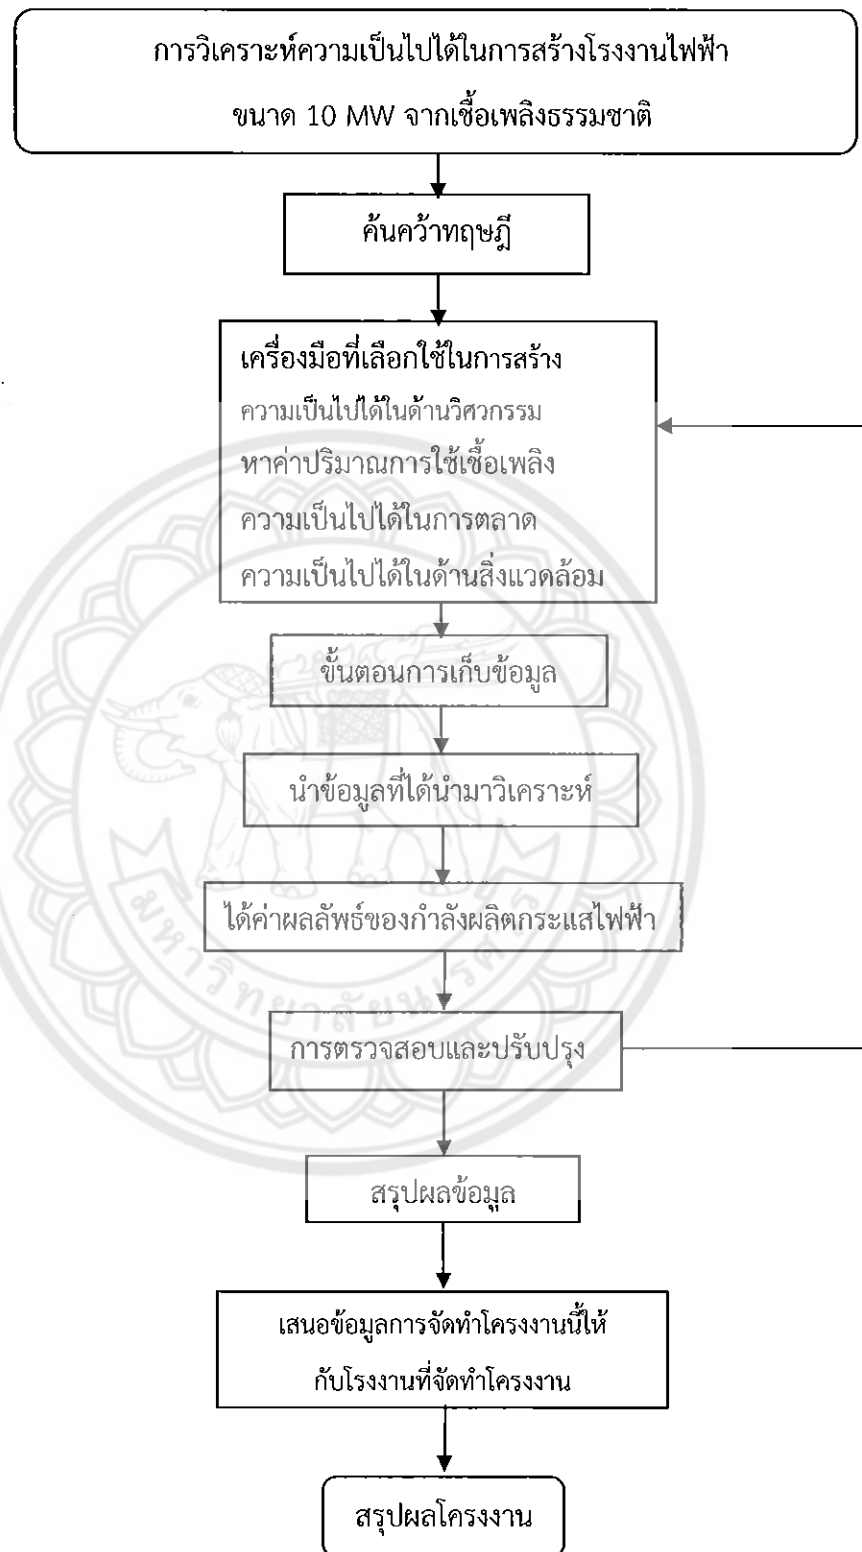 การวิเคราะห์ความเป็นไปได้ในการสร้างโรงงานไฟฟ้า
ขนาด 10 MW จากเชื้อเพลิงธรรมชาติ
ค้นคว้าทฤษฎี
เครื่องมือที่เลือกใช้ในการสร้าง
ความเป็นไปได้ในด้านวิศวกรรม
หาค่าปริมาณการใช้เชื้อเพลิง
ความเป็นไปได้ในการตลาด
ความเป็นไปได้ในด้านสิ่งแวดล้อม
ขั้นตอนการเก็บข้อมูล
นำข้อมูลที่ได้นำมาวิเคราะห์
ได้ค่าผลลัพธ์ของกำลังผลิตกระแสไฟฟ้า
มหาวิทยาลัยนเรศวร
การตรวจสอบและปรับปรุง
สรุปผลข้อมูล
เสนอข้อมูลการจัดทำโครงงานนี้ให้
กับโรงงานที่จัดทำโครงงาน
สรุปผลโครงงาน